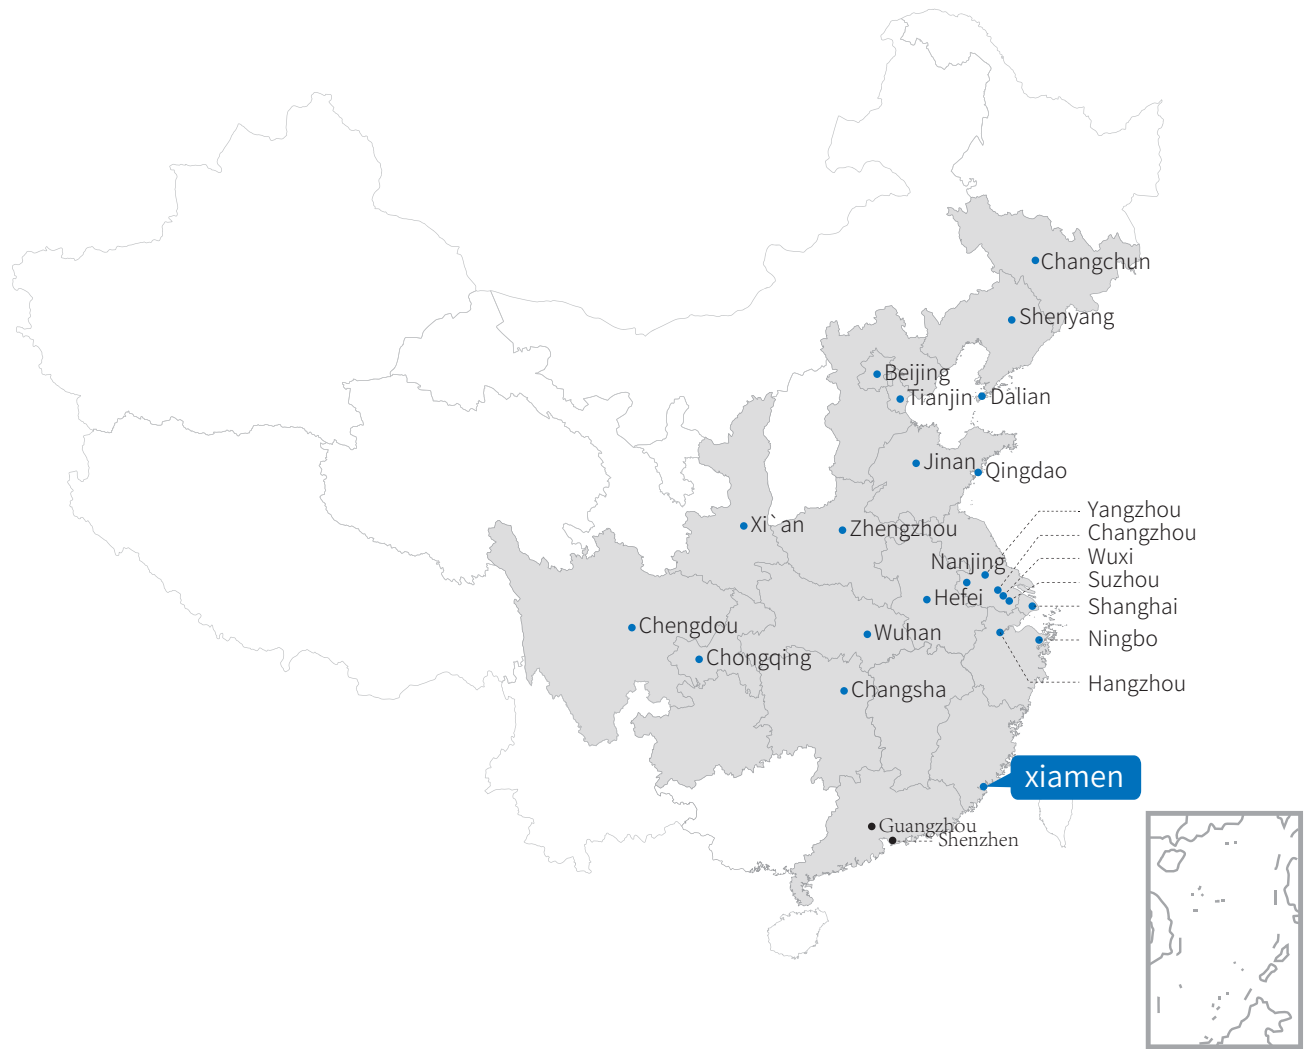 Changchun
Shenyang
Beijing
Tianjin
Dalian
Jinan
Qingdao
Yangzhou
Xi`an
Zhengzhou
Changzhou
Nanjing
Wuxi
Suzhou
Hefei
Shanghai
Chengdou
Wuhan
Ningbo
Chongqing
Hangzhou
Changsha
xiamen
Guangzhou
Shenzhen